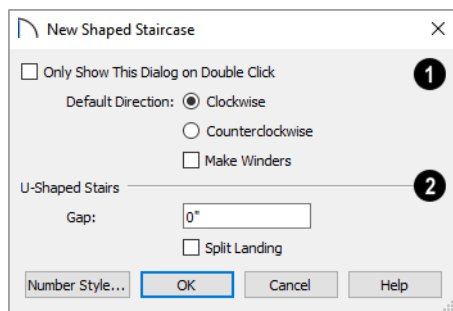 New Shaped Staircase
Only Show This Dialog on Double Click
1
Default Direction: Clockwise
Counterclockwise
Make Winders
U-Shaped Stairs
2
Gap: 0"
Split Landing
Number Style... OK Cancel Help